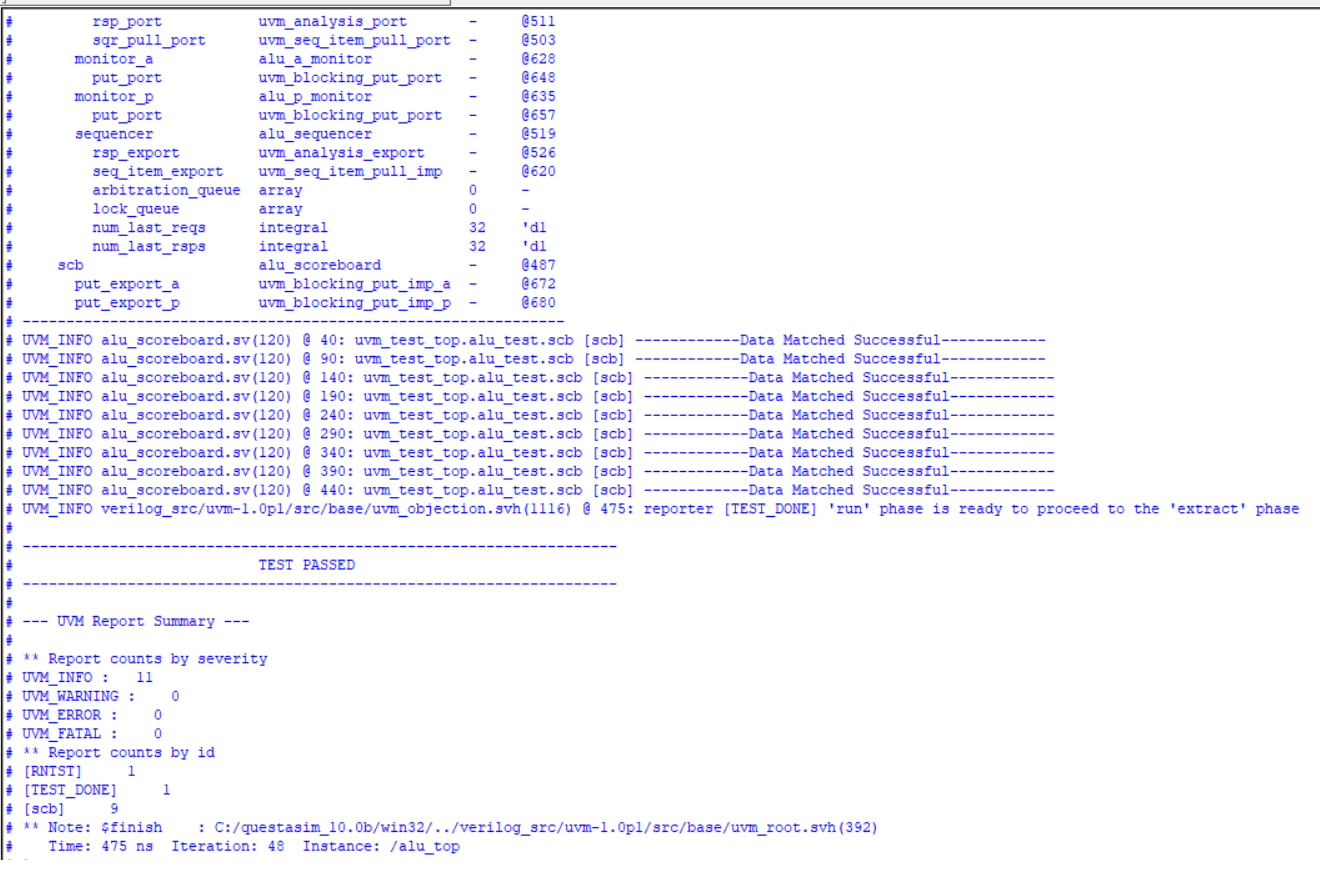 #         rsp_port           uvm_analysis_port       -     @511
#         sqr_pull_port      uvm_seq_item_pull_port  -     @503
#       monitor_a            alu_a_monitor           -     @628
#         put_port           uvm_blocking_put_port   -     @648
#       monitor_p            alu_p_monitor           -     @635
#         put_port           uvm_blocking_put_port   -     @657
#       sequencer            alu_sequencer           -     @519
#         rsp_export         uvm_analysis_export     -     @526
#         seq_item_export    uvm_seq_item_pull_imp   -     @620
#         arbitration_queue  array                   0     -
#         lock_queue         array                   0     -
#         num_last_reqs      integral                32    'd1
#         num_last_rsps      integral                32    'd1
#     scb                    alu_scoreboard          -     @487
#       put_export_a         uvm_blocking_put_imp_a  -     @672
#       put_export_p         uvm_blocking_put_imp_p  -     @680
# --------------------------------------------------------------
# UVM_INFO alu_scoreboard.sv(120) @ 40: uvm_test_top.alu_test.scb [scb] ------------Data Matched Successful------------
# UVM_INFO alu_scoreboard.sv(120) @ 90: uvm_test_top.alu_test.scb [scb] ------------Data Matched Successful------------
# UVM_INFO alu_scoreboard.sv(120) @ 140: uvm_test_top.alu_test.scb [scb] ------------Data Matched Successful------------
# UVM_INFO alu_scoreboard.sv(120) @ 190: uvm_test_top.alu_test.scb [scb] ------------Data Matched Successful------------
# UVM_INFO alu_scoreboard.sv(120) @ 240: uvm_test_top.alu_test.scb [scb] ------------Data Matched Successful------------
# UVM_INFO alu_scoreboard.sv(120) @ 290: uvm_test_top.alu_test.scb [scb] ------------Data Matched Successful------------
# UVM_INFO alu_scoreboard.sv(120) @ 340: uvm_test_top.alu_test.scb [scb] ------------Data Matched Successful------------
# UVM_INFO alu_scoreboard.sv(120) @ 390: uvm_test_top.alu_test.scb [scb] ------------Data Matched Successful------------
# UVM_INFO alu_scoreboard.sv(120) @ 440: uvm_test_top.alu_test.scb [scb] ------------Data Matched Successful------------
# UVM_INFO verilog_src/uvm-1.0p1/src/base/uvm_objection.svh(1116) @ 475: reporter [TEST_DONE] 'run' phase is ready to proceed to the 'extract' phase
#
# --------------------------------------------------------------------
#                            TEST PASSED
# --------------------------------------------------------------------
#
# --- UVM Report Summary ---
#
# ** Report counts by severity
# UVM_INFO :   11
# UVM_WARNING :    0
# UVM_ERROR :    0
# UVM_FATAL :    0
# ** Report counts by id
# [RNTST]     1
# [TEST_DONE]     1
# [scb]     9
# ** Note: $finish    : C:/questasim_10.0b/win32/../verilog_src/uvm-1.0p1/src/base/uvm_root.svh(392)
#    Time: 475 ns  Iteration: 48  Instance: /alu_top